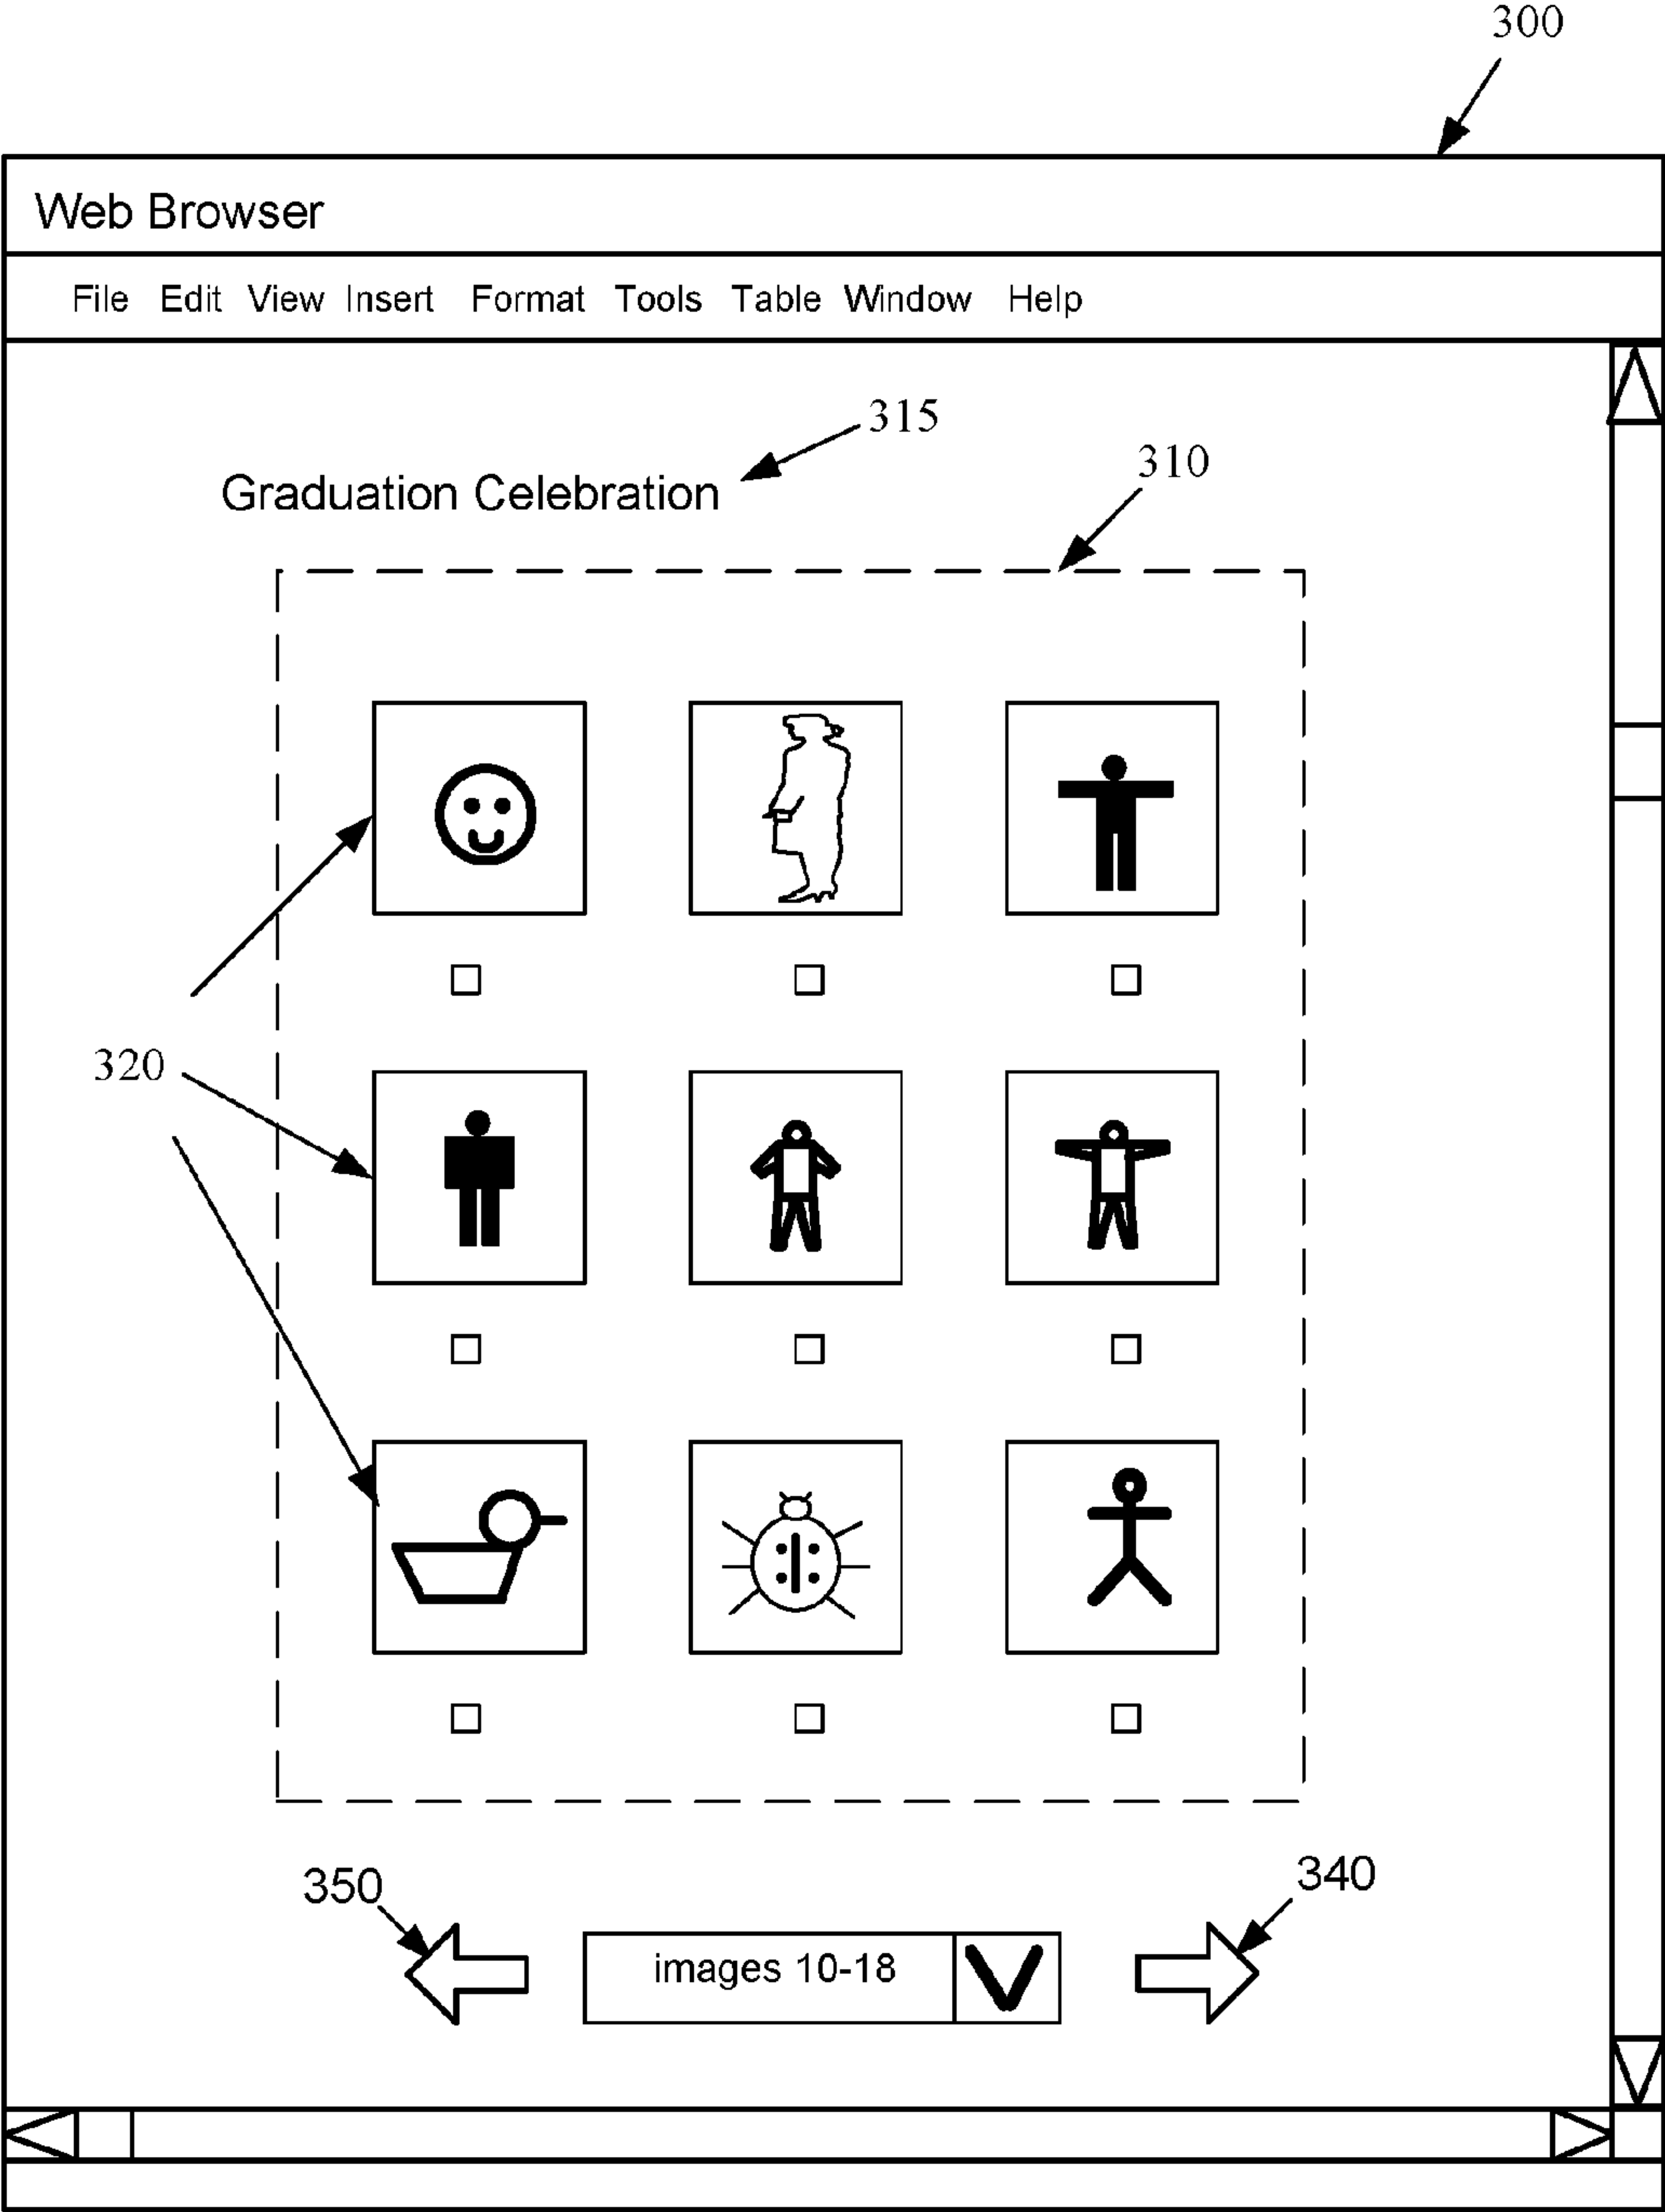 300
Web Browser
File Edit View Insert Format Tools Table Window Help
315
310
Graduation Celebration
320
350
340
images 10-18